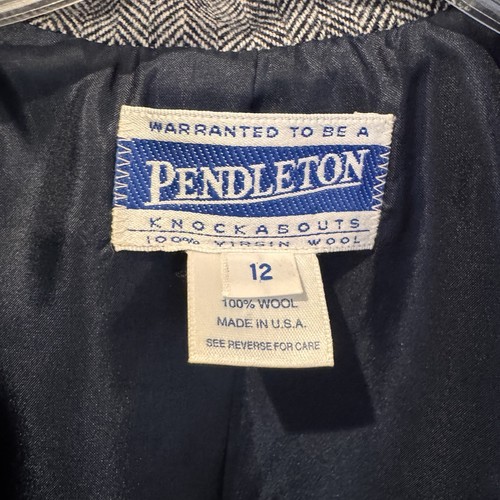 WARRANTED TO BE A
PENDLETON
KNOCKABOUTS
100% VIRGIN WOOL
12
100% WOOL
MADE IN U.S.A.
SEE REVERSE FOR CARE